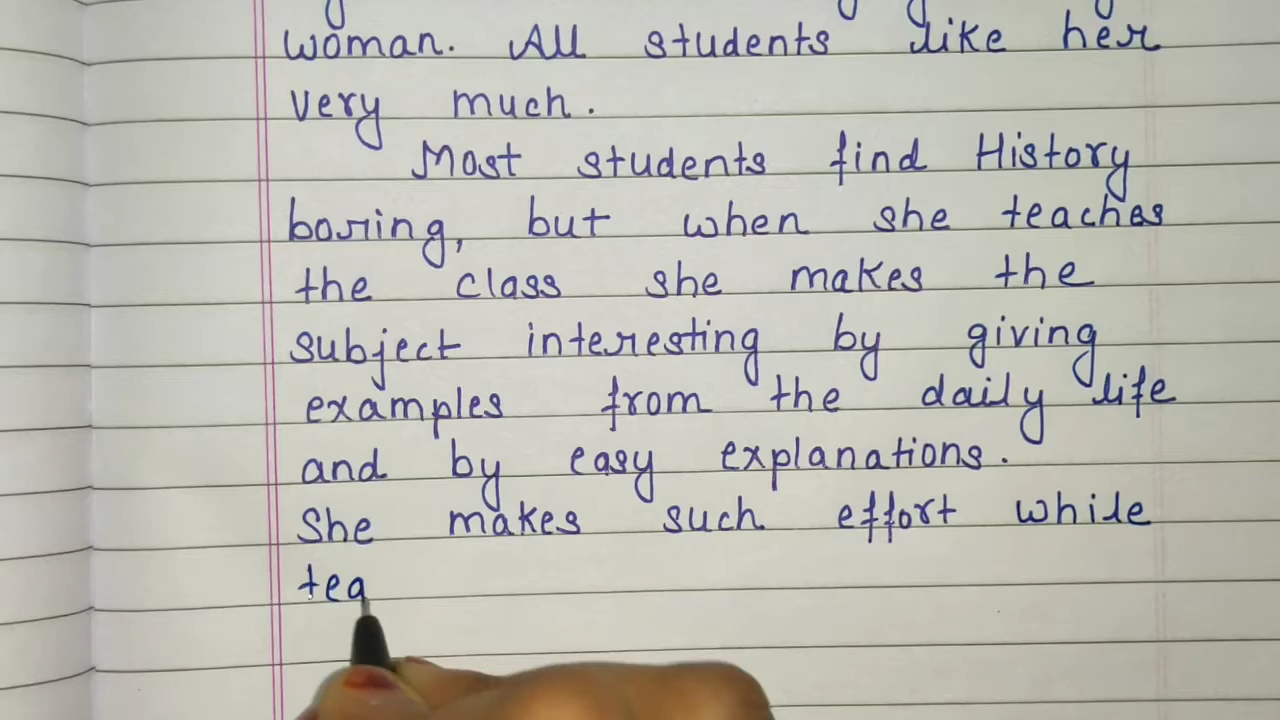 woman. All students like her
very much.
Most students find History
boring, but when she teaches
the class she makes the
subject interesting by giving
examples from the daily life
and by easy explanations.
She makes such effort while
tea